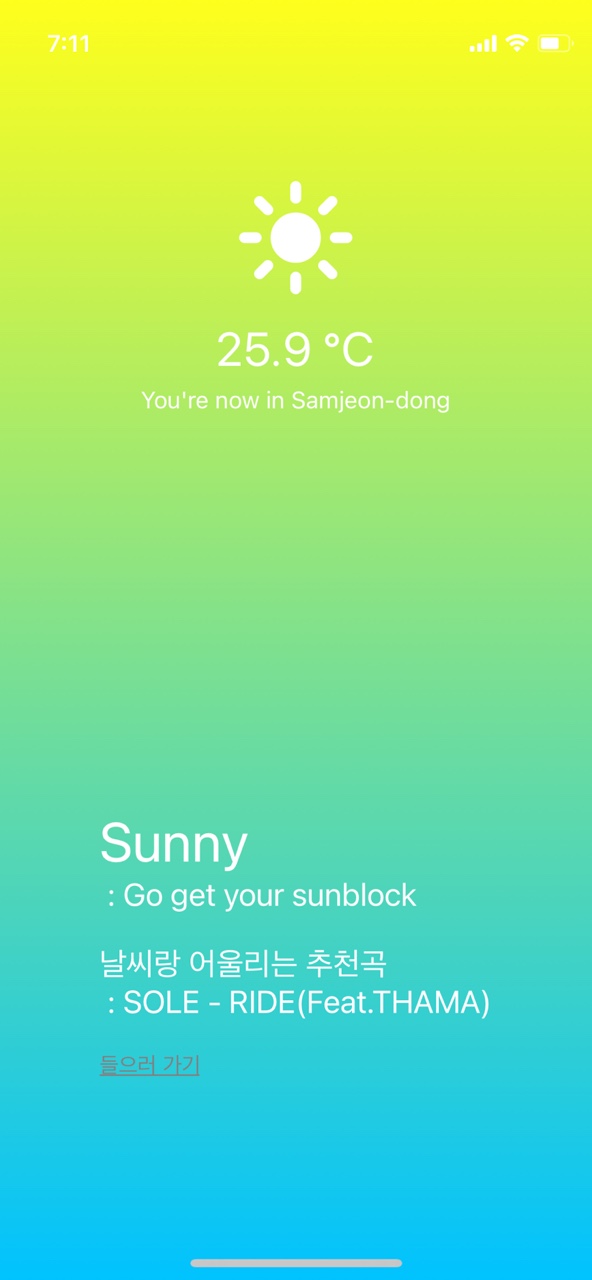 7:11
25.9 °C
You're now in Samjeon-dong
Sunny
: Go get your sunblock
날씨랑 어울리는 추천곡
: SOLE - RIDE(Feat.THAMA)
들으러 가기